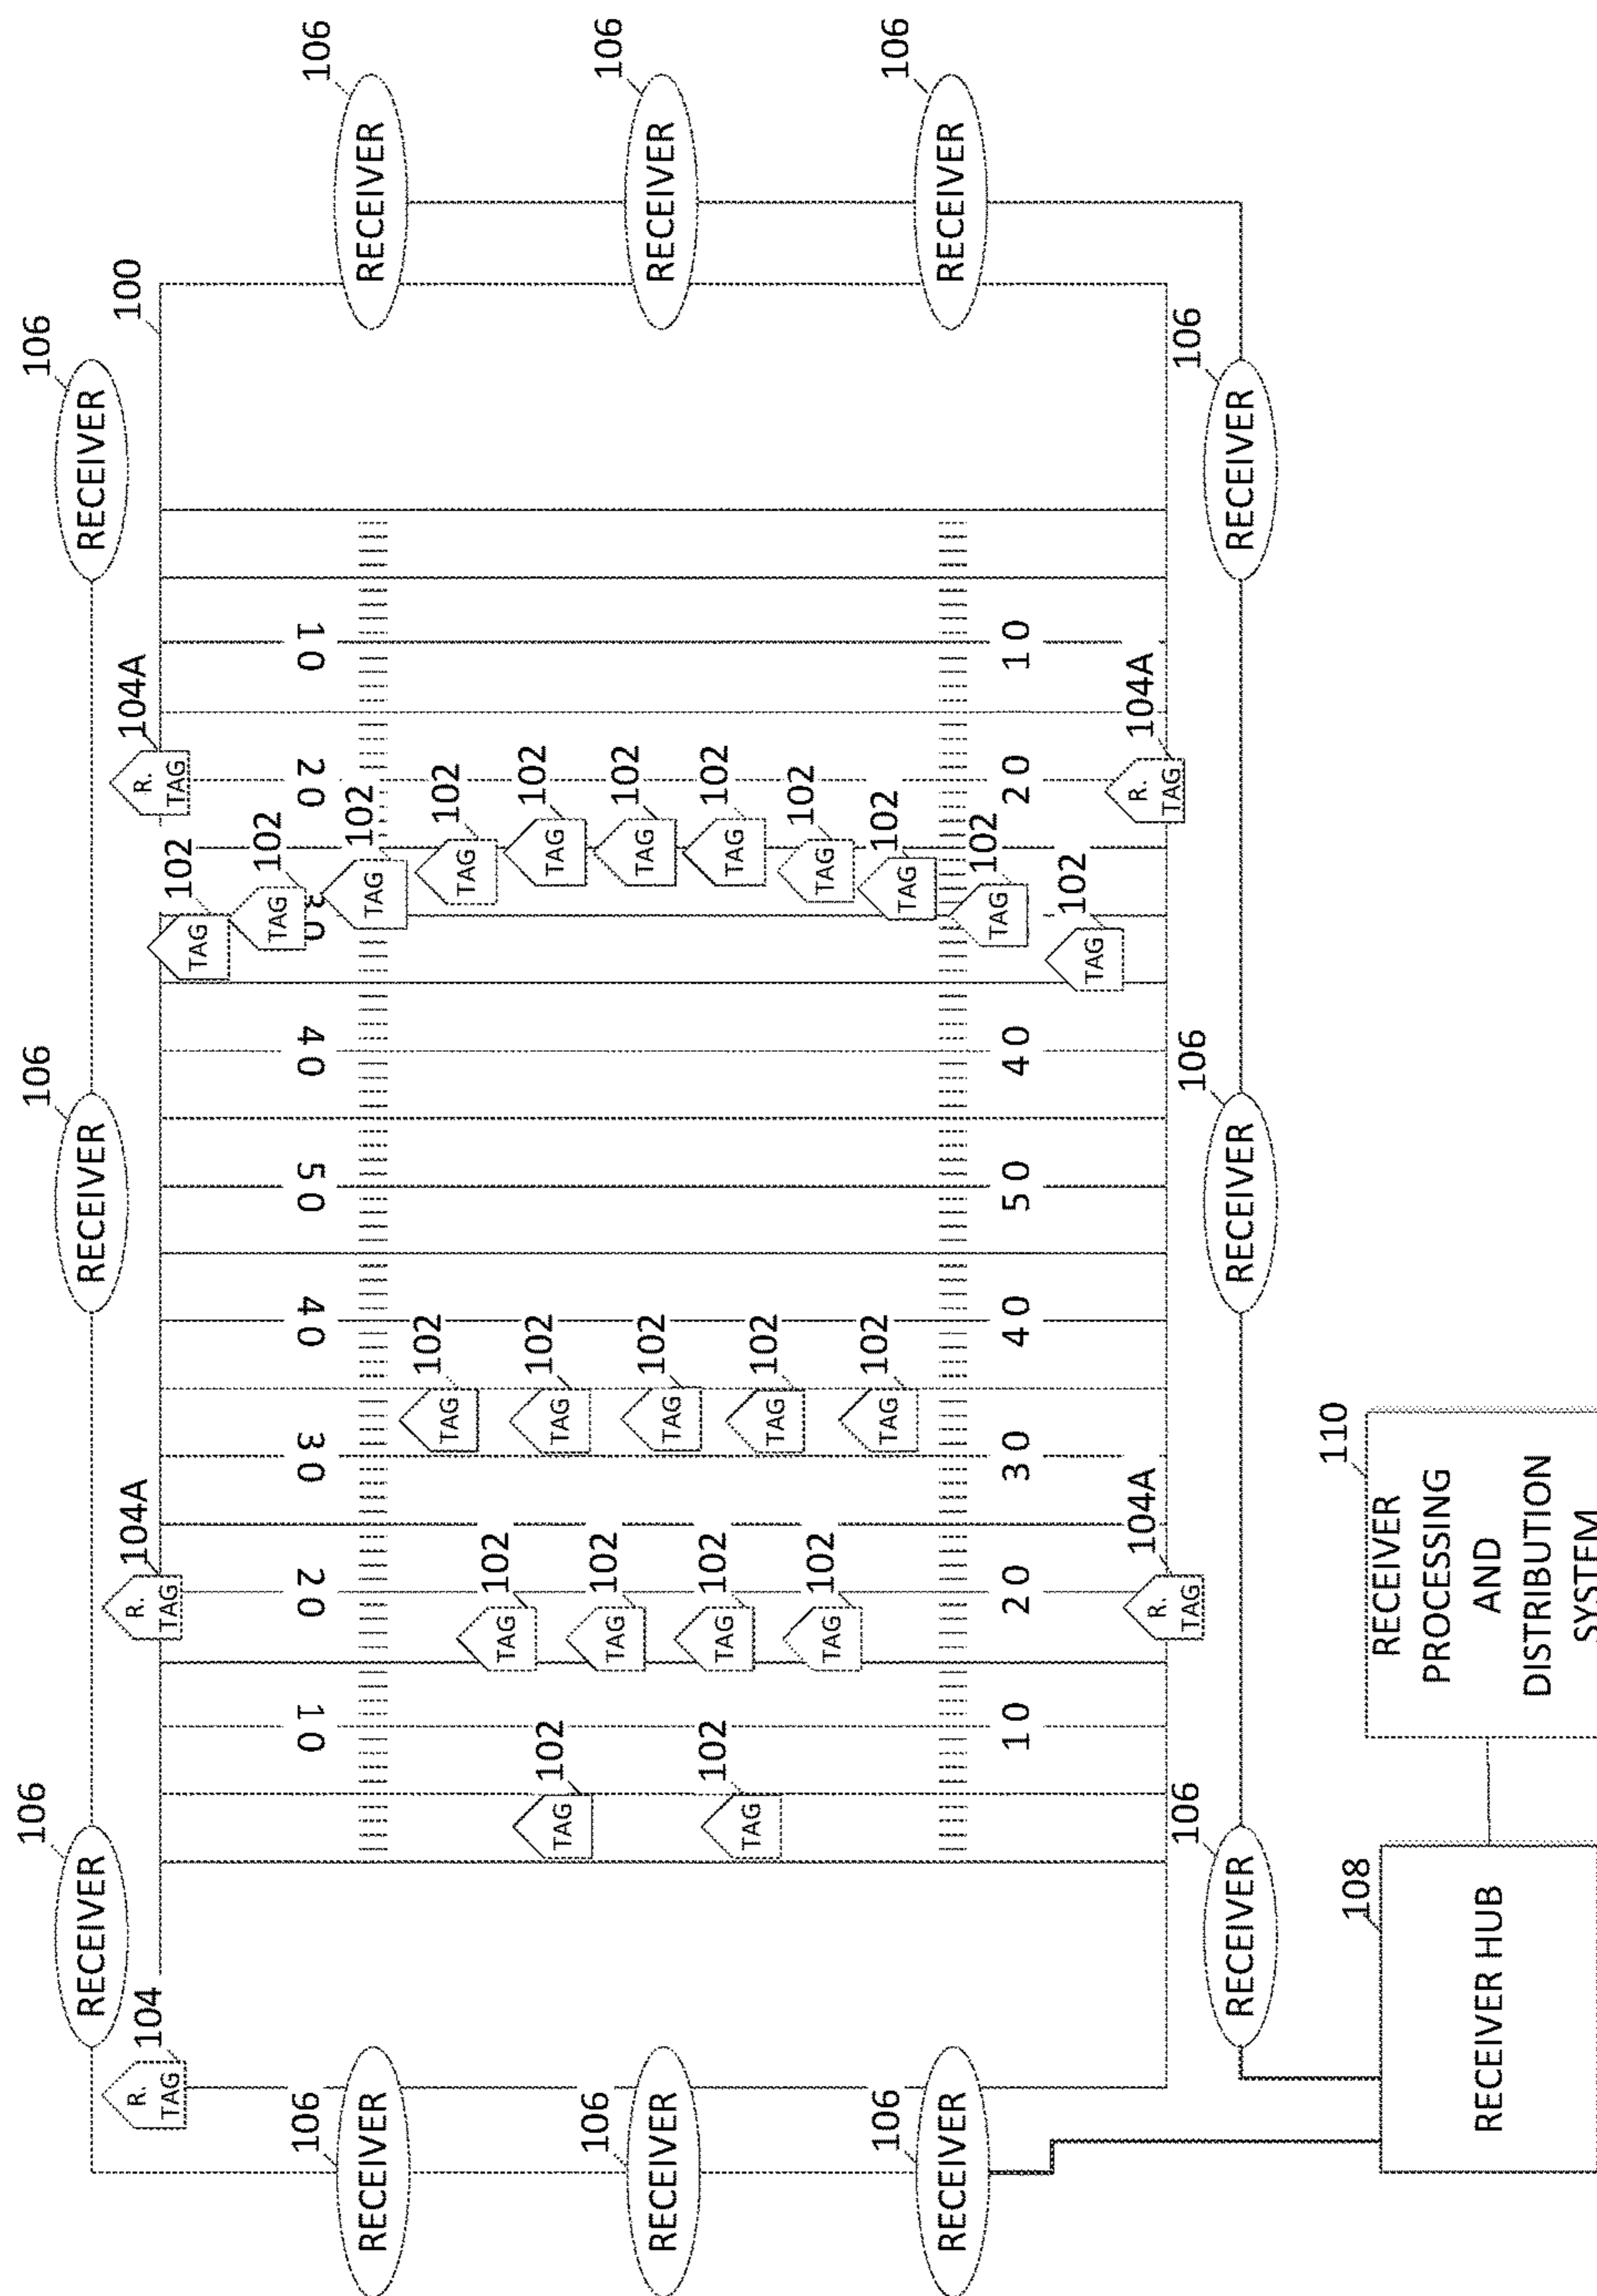 106 106 106
RECEIVER RECEIVER RECEIVER
104 104A 104A 100
R. TAG R. TAG R. TAG
102
TAG
102
TAG
106 106
10 20 30 40 50 40 20 10
102
RECEIVER TAG RECEIVER
102 102
TAG TAG
102
TAG
102 102 102
TAG TAG TAG
106 102 102 106
TAG TAG
RECEIVER 102 TAG RECEIVER
102 102 102
TAG TAG TAG
102 102
TAG TAG
102 102
TAG TAG
106 102 102 106
TAG TAG
RECEIVER RECEIVER
102
TAG
10 20 30 40 50 40 20 10
102
TAG
104A 104A
R. TAG R. TAG
106 106 106
RECEIVER RECEIVER RECEIVER
108 110
RECEIVER HUB
RECEIVER
PROCESSING
AND
DISTRIBUTION
SYSTEM